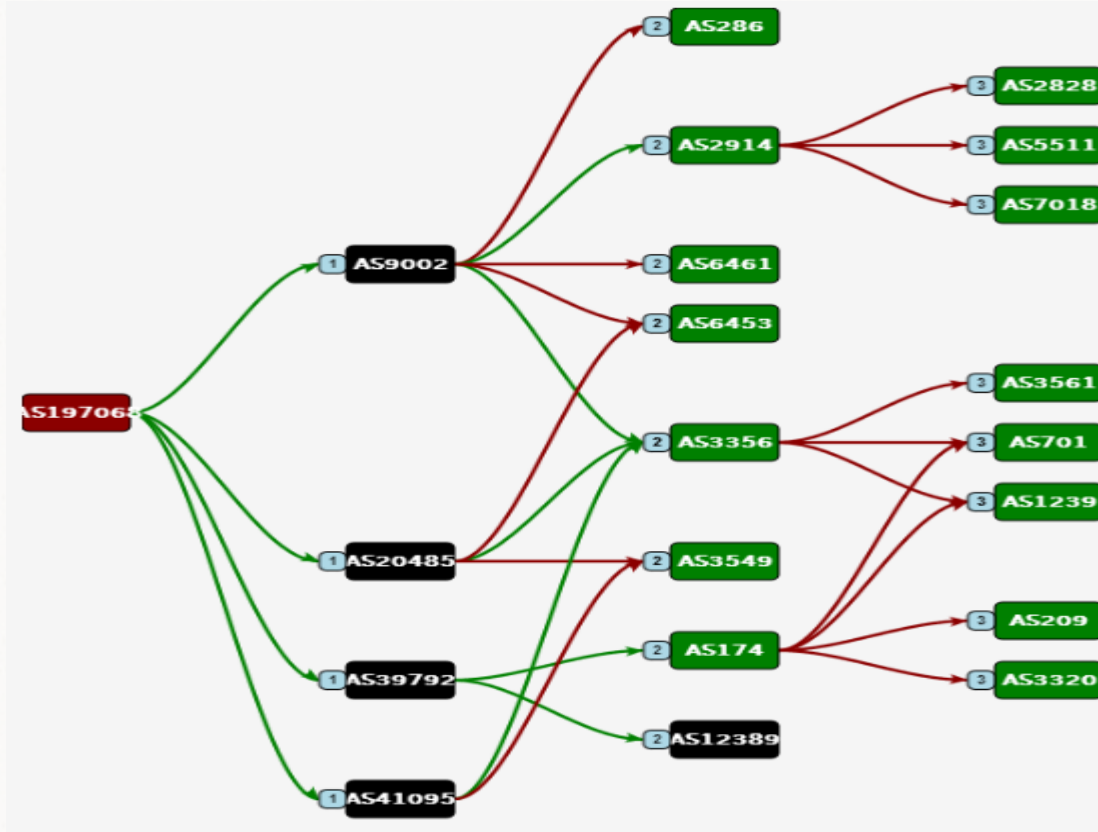 2 AS286
3 AS2828
2 AS2914
3 AS5511
3 AS7018
1 AS9002
2 AS6461
2 AS6453
3 AS3561
AS197068
2 AS3356
3 AS701
3 AS1239
1 AS20485
2 AS3549
3 AS209
2 AS174
1 AS39792
3 AS3320
2 AS12389
1 AS41095